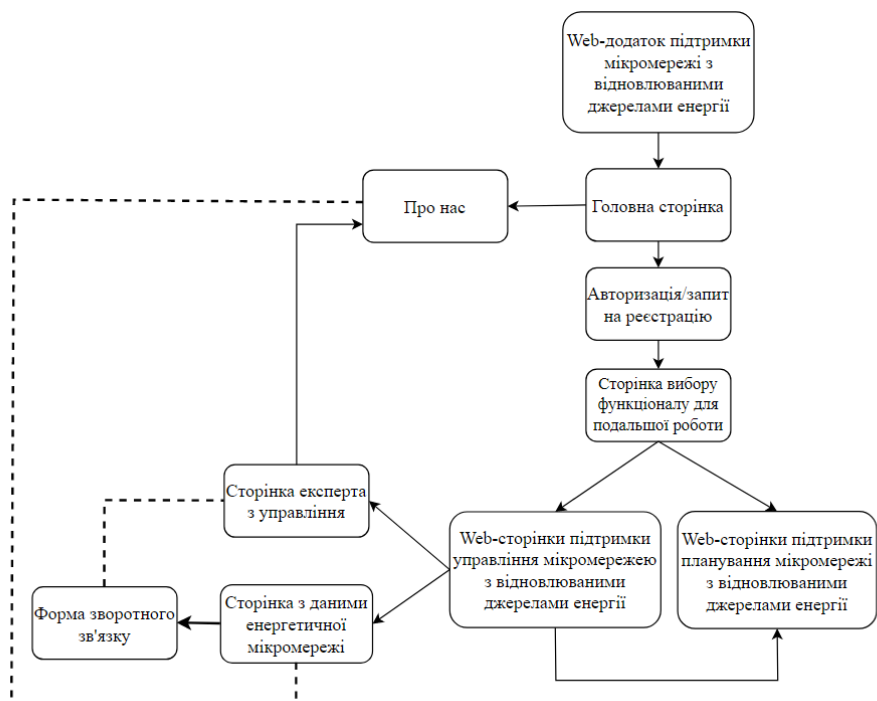 Web-додаток підтримки
мікромережі з
відновлюваними
джерелами енергії
Про нас
Головна сторінка
Авторизація/запит
на реєстрацію
Сторінка вибору
функціоналу для
подальшої роботи
Сторінка експерта
з управління
Web-сторінки підтримки
управління мікромережею
з відновлюваними
джерелами енергії
Web-сторінки підтримки
планування мікромережі
з відновлюваними
джерелами енергії
Форма зворотного
зв'язку
Сторінка з даними
енергетичної
мікромережі